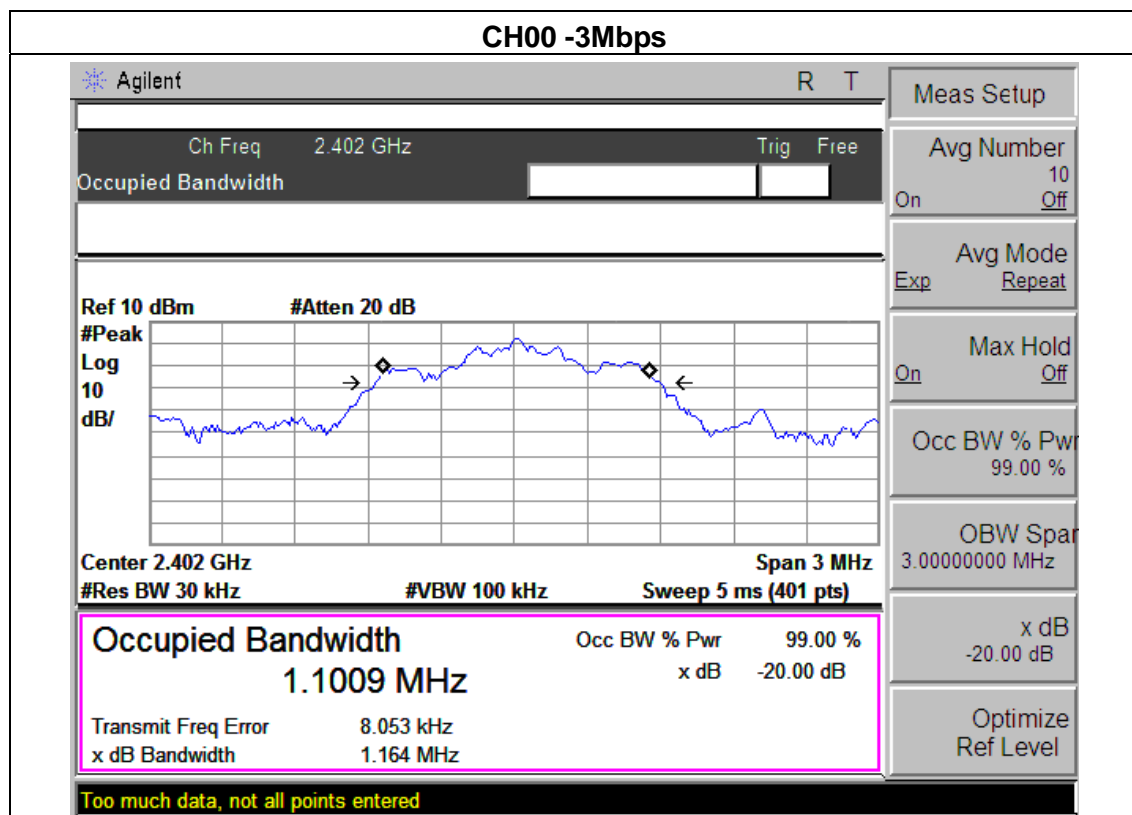 CH00 -3Mbps
Agilent R T
Ch Freq 2.402 GHz Trig Free
Occupied Bandwidth
Ref 10 dBm #Atten 20 dB
#Peak
Log
10
dB/
Center 2.402 GHz Span 3 MHz
#Res BW 30 kHz #VBW 100 kHz Sweep 5 ms (401 pts)
Occupied Bandwidth Occ BW % Pwr 99.00 %
1.1009 MHz x dB -20.00 dB
Transmit Freq Error 8.053 kHz
x dB Bandwidth 1.164 MHz
Too much data, not all points entered
Meas Setup
Avg Number
10
On Off
Avg Mode
Exp Repeat
Max Hold
On Off
Occ BW % Pwr
99.00 %
OBW Span
3.00000000 MHz
x dB
-20.00 dB
Optimize
Ref Level